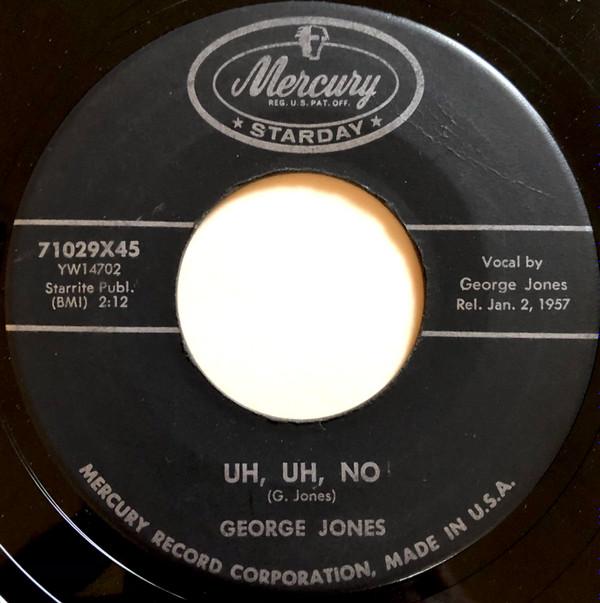 Mercury
REG. U.S. PAT. OFF.
★ STARDAY ★
71029X45
YW14702
Starrite Publ.
(BMI) 2:12
Vocal by
George Jones
Rel. Jan. 2, 1957
UH, UH, NO
(G. Jones)
GEORGE JONES
MERCURY RECORD CORPORATION, MADE IN U.S.A.